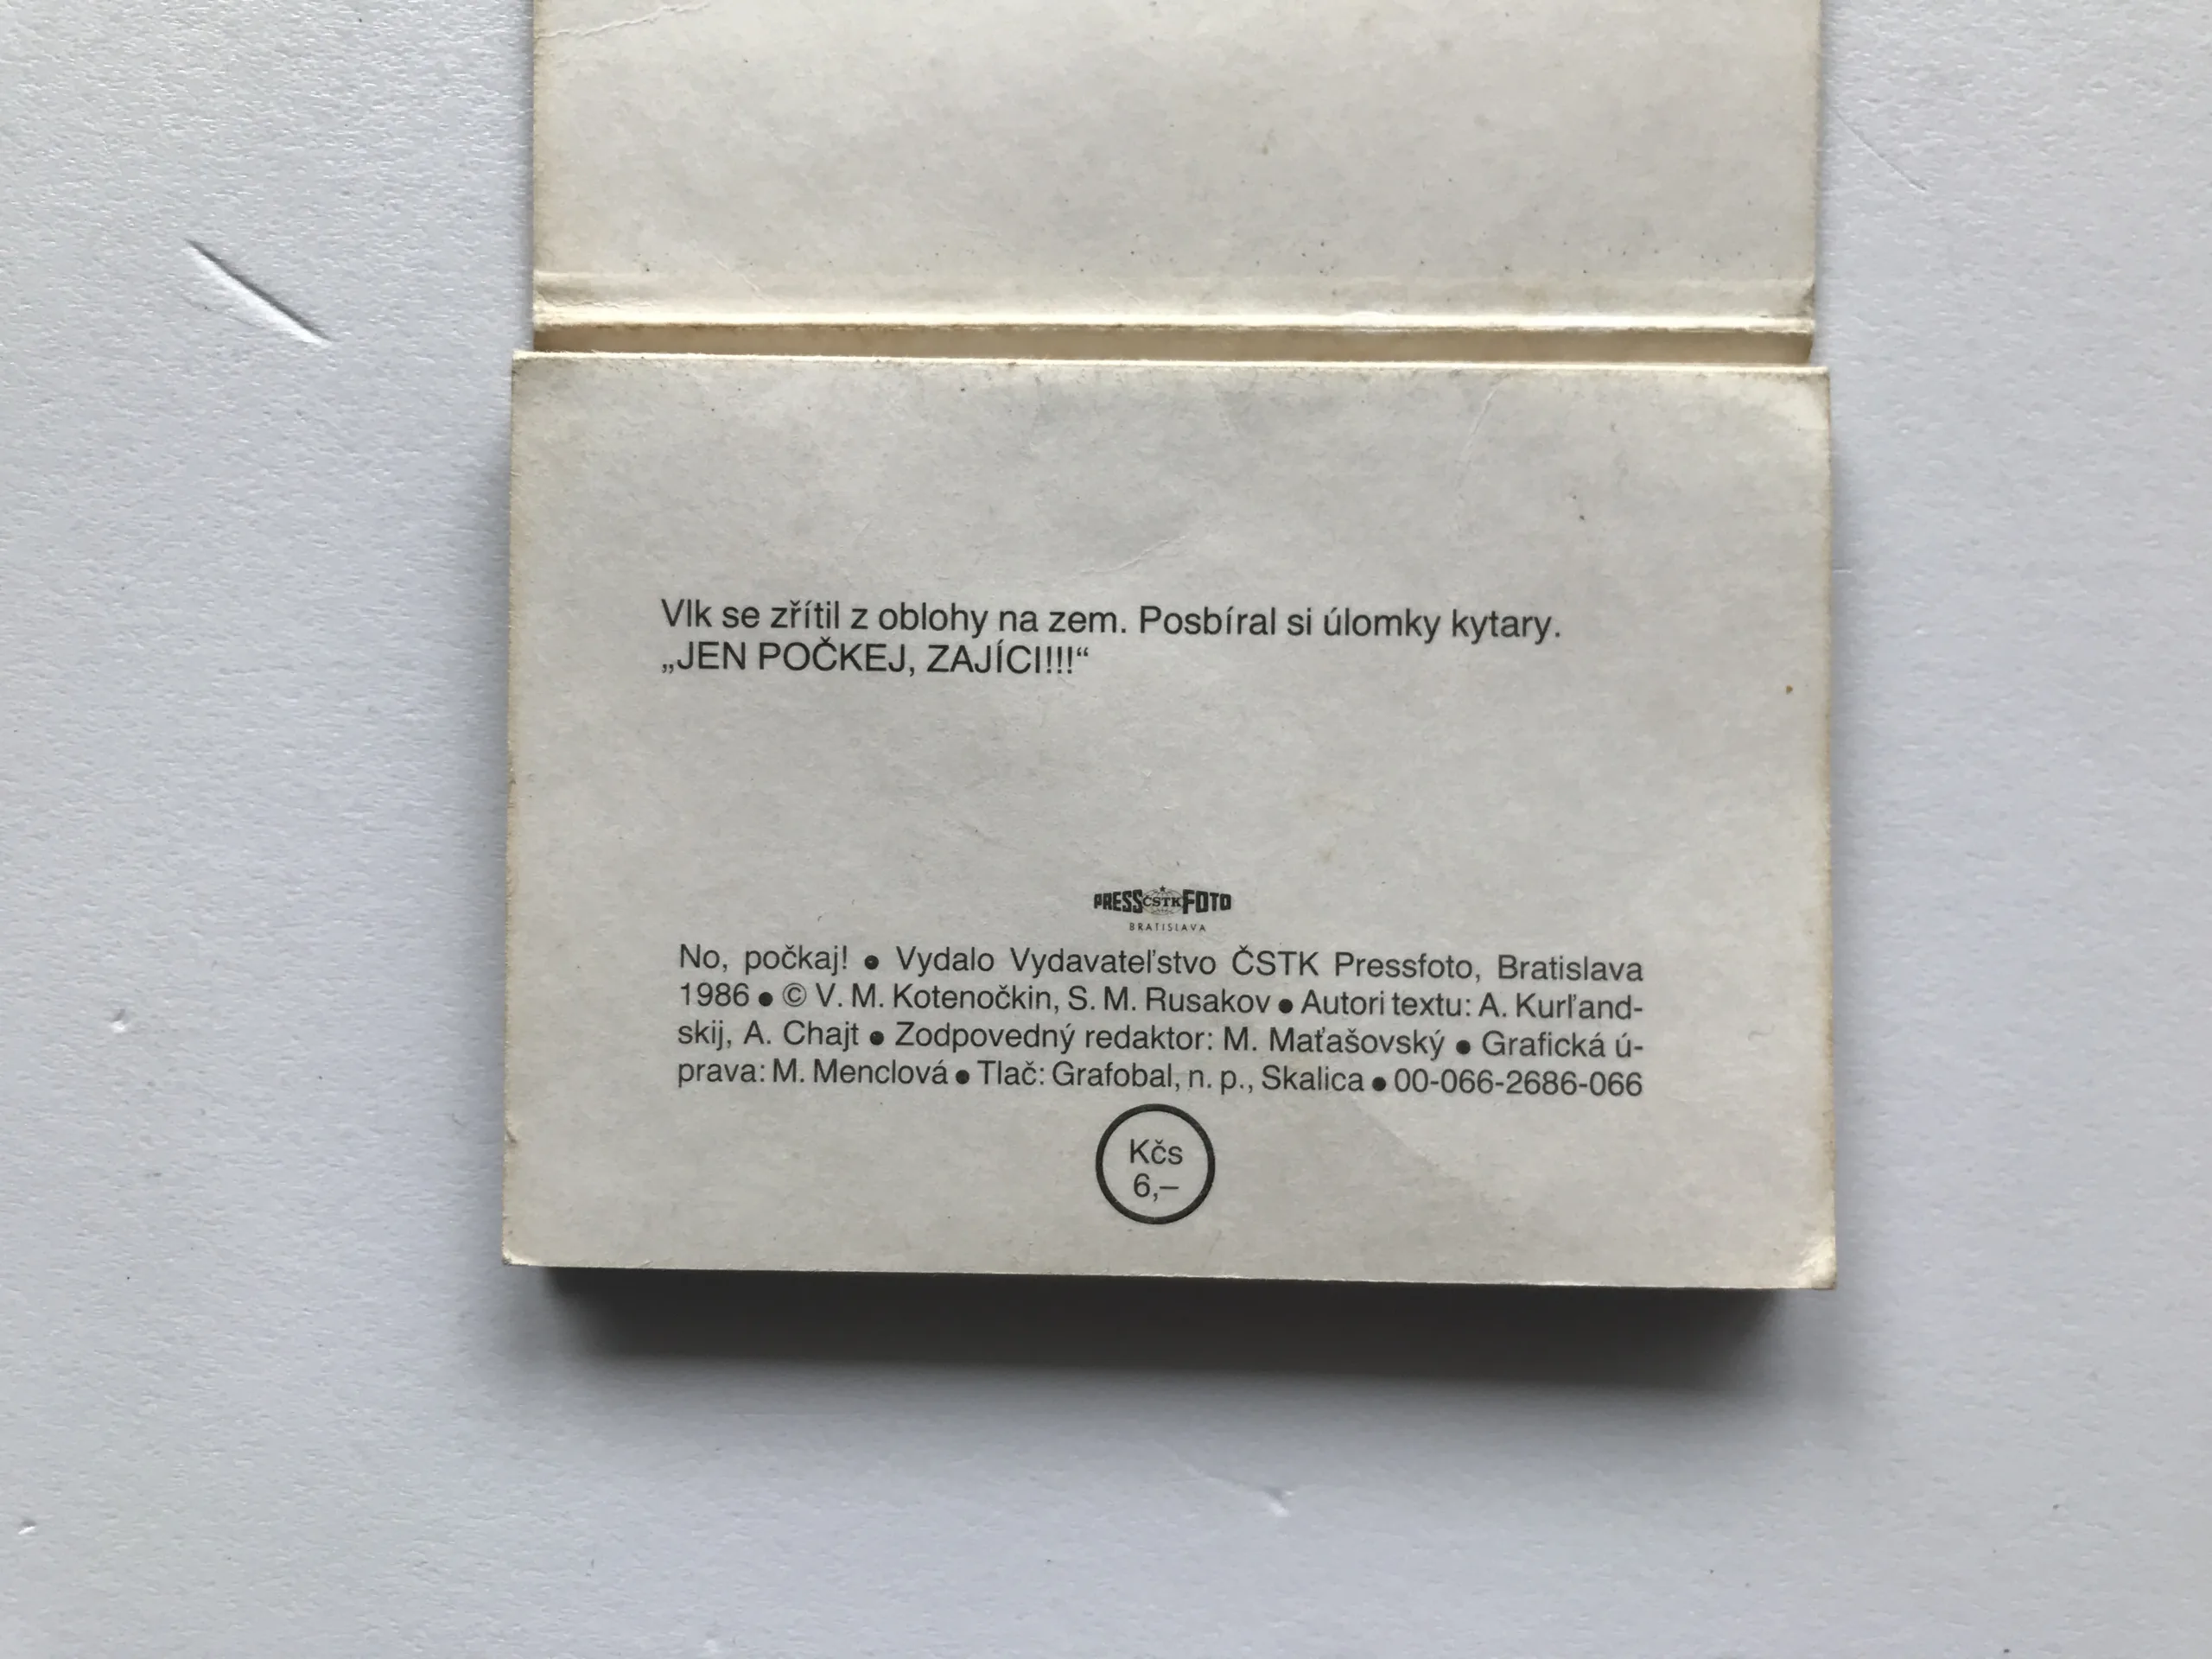 Vlk se zřítil z oblohy na zem. Posbíral si úlomky kytary.
„JEN POČKEJ, ZAJÍCI!!!“
PRESS ČSTK FOTO
BRATISLAVA
No, počkaj! ● Vydalo Vydavateľstvo ČSTK Pressfoto, Bratislava
1986 ● © V. M. Kotenočkin, S. M. Rusakov ● Autori textu: A. Kurľand-
skij, A. Chajt ● Zodpovedný redaktor: M. Maťašovský ● Grafická ú-
prava: M. Menclová ● Tlač: Grafobal, n. p., Skalica ● 00-066-2686-066
Kčs
6,–